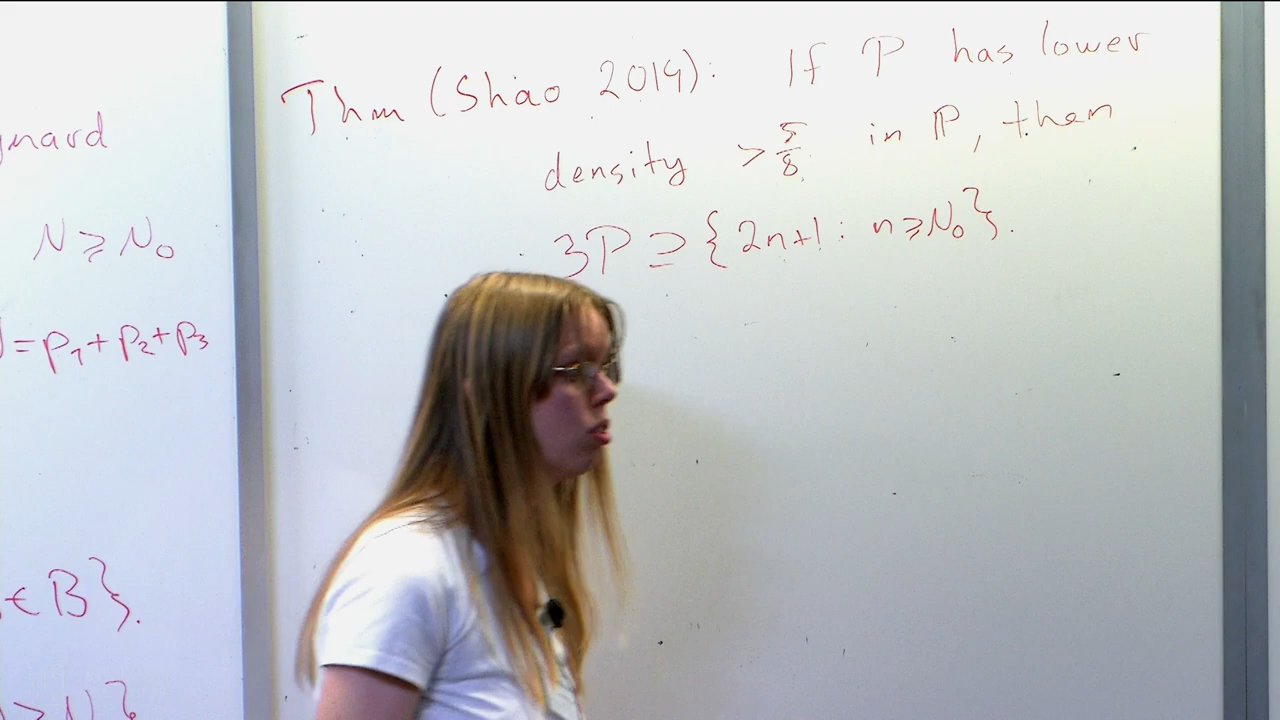 Thm (Shao 2014): If P has lower
density > 5/8 in ℙ, then
3P ⊇ {2n+1 : n ≥ N₀}.
N ≥ N₀
= p₁ + p₂ + p₃
∈ B}.